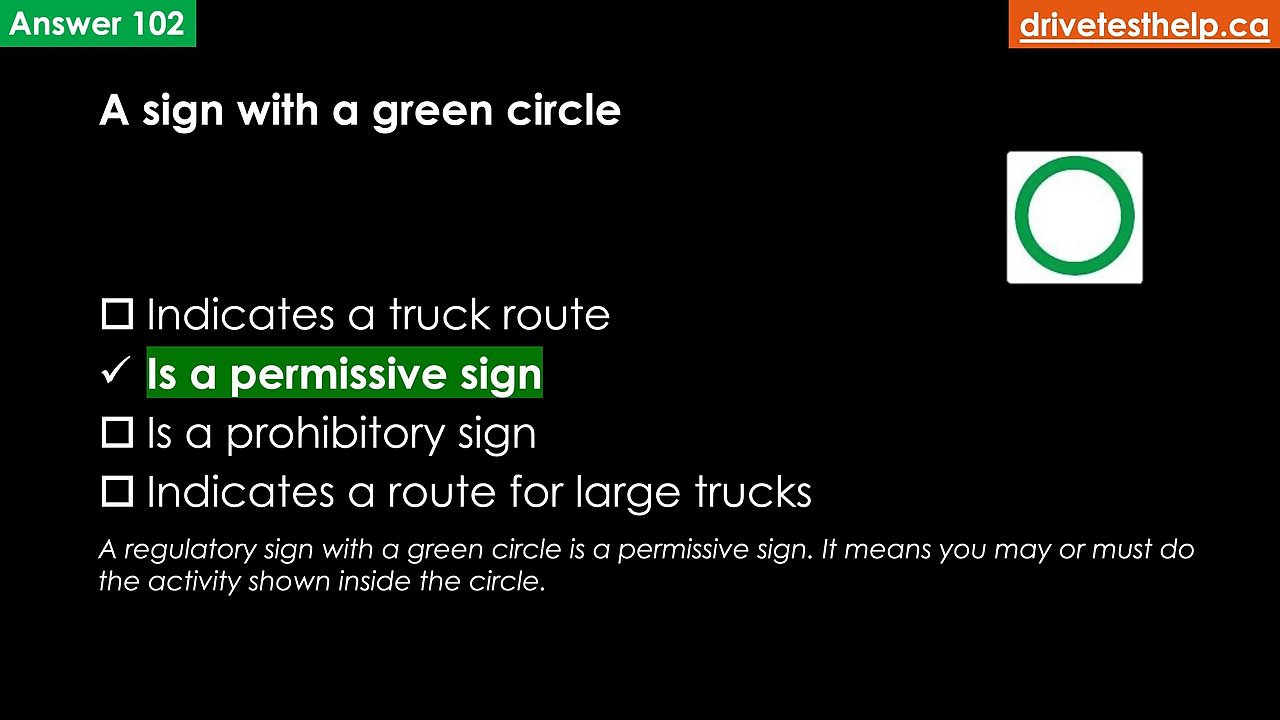 Answer 102
drivetesthelp.ca
A sign with a green circle
Indicates a truck route
Is a permissive sign
Is a prohibitory sign
Indicates a route for large trucks
A regulatory sign with a green circle is a permissive sign. It means you may or must do
the activity shown inside the circle.